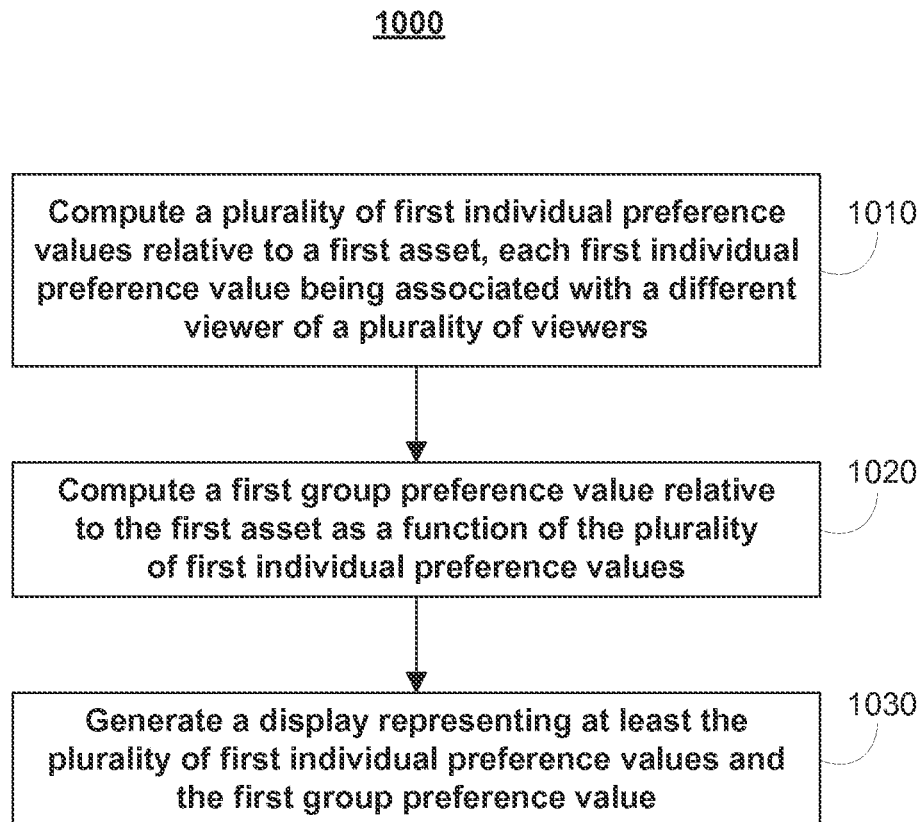 1000
Compute a plurality of first individual preference
values relative to a first asset, each first individual
preference value being associated with a different
viewer of a plurality of viewers
1010
Compute a first group preference value relative
to the first asset as a function of the plurality
of first individual preference values
1020
Generate a display representing at least the
plurality of first individual preference values and
the first group preference value
1030